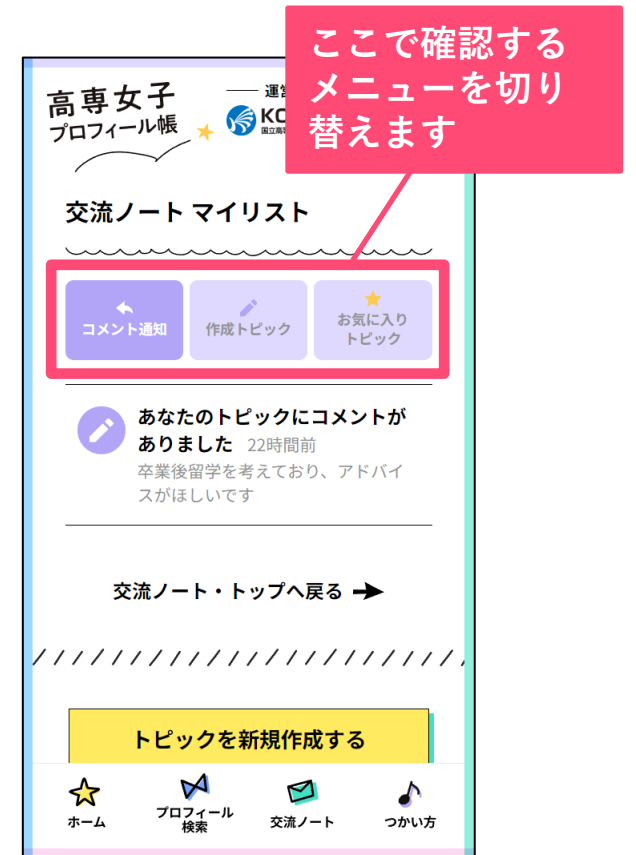 ここで確認する
メニューを切り
替えます
高専女子
プロフィール帳
交流ノート マイリスト
コメント通知
作成トピック
お気に入り
トピック
あなたのトピックにコメントが
ありました 22時間前
卒業後留学を考えており、アドバイ
スがほしいです
交流ノート・トップへ戻る
トピックを新規作成する
ホーム
プロフィール
検索
交流ノート
つかい方